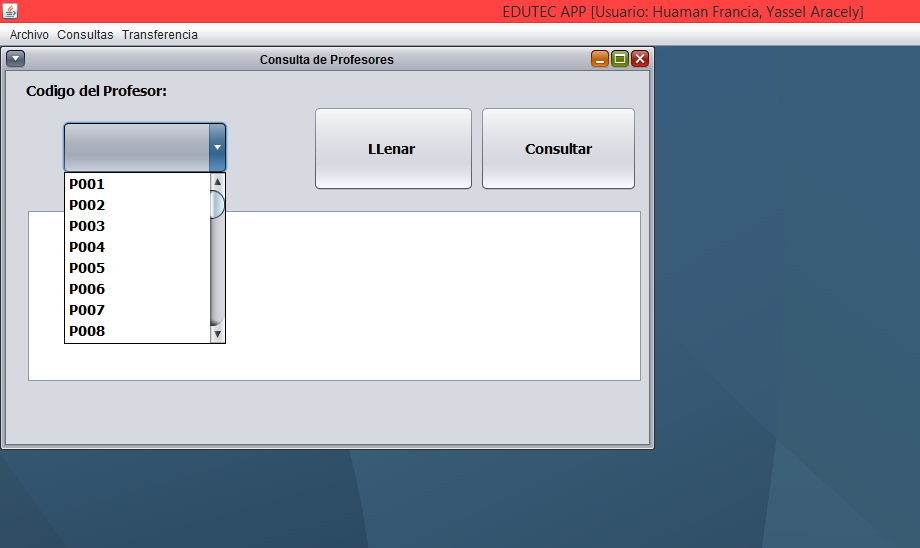 EDUTEC APP [Usuario: Huaman Francia, Yassel Aracely]
Archivo Consultas Transferencia
Consulta de Profesores
Codigo del Profesor:
LLenar
Consultar
P001
P002
P003
P004
P005
P006
P007
P008